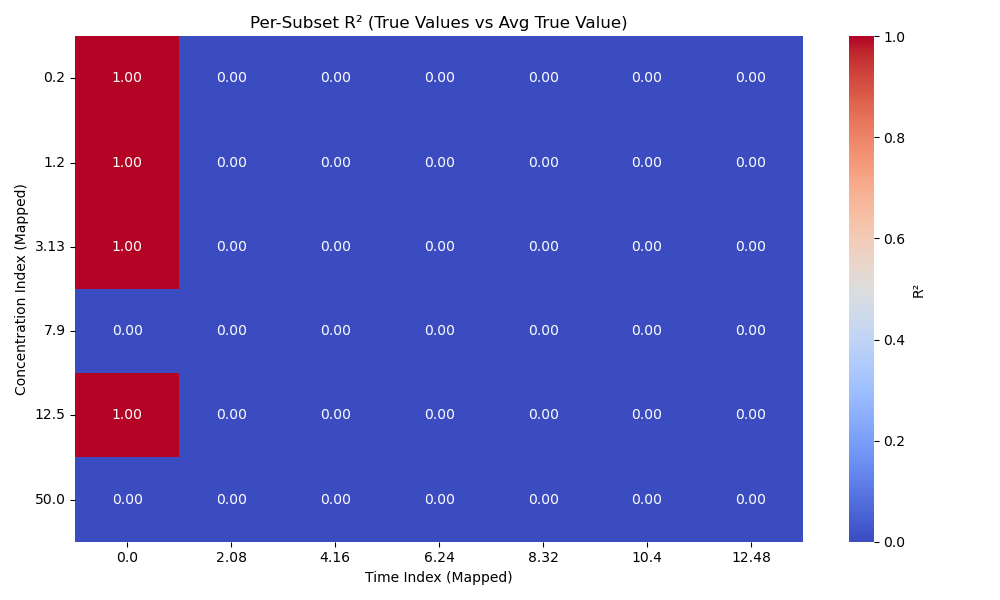 Per-Subset R² (True Values vs Avg True Value)
Concentration Index (Mapped)
0.2 1.00 0.00 0.00 0.00 0.00 0.00 0.00
1.2 1.00 0.00 0.00 0.00 0.00 0.00 0.00
3.13 1.00 0.00 0.00 0.00 0.00 0.00 0.00
7.9 0.00 0.00 0.00 0.00 0.00 0.00 0.00
12.5 1.00 0.00 0.00 0.00 0.00 0.00 0.00
50.0 0.00 0.00 0.00 0.00 0.00 0.00 0.00
0.0 2.08 4.16 6.24 8.32 10.4 12.48
Time Index (Mapped)
1.0
0.8
0.6
0.4
0.2
0.0
R²